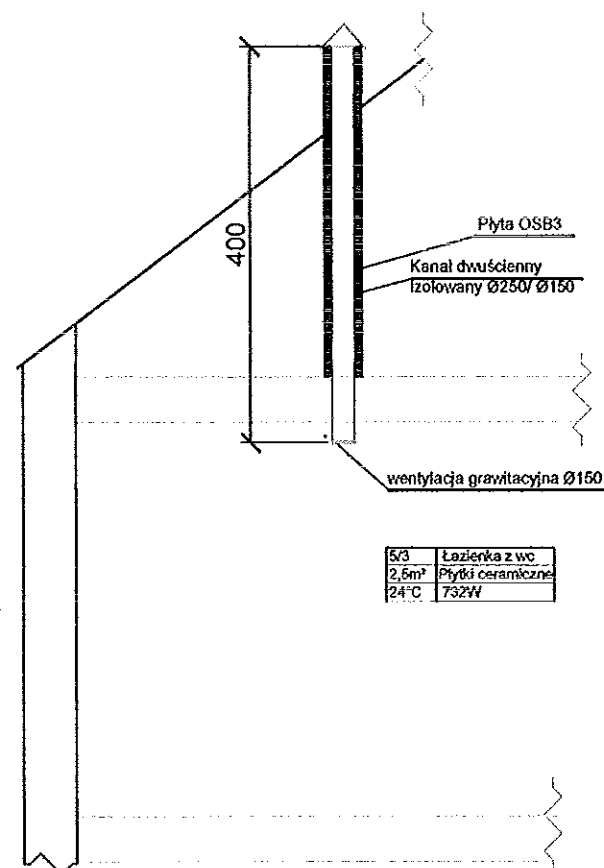 400
Płyta OSB3
Kanał dwuścienny
Izolowany Ø250/ Ø150
wentylacja grawitacyjna Ø150
5/3 Łazienka z wc
2,5m² Płytki ceramiczne
24°C 732W